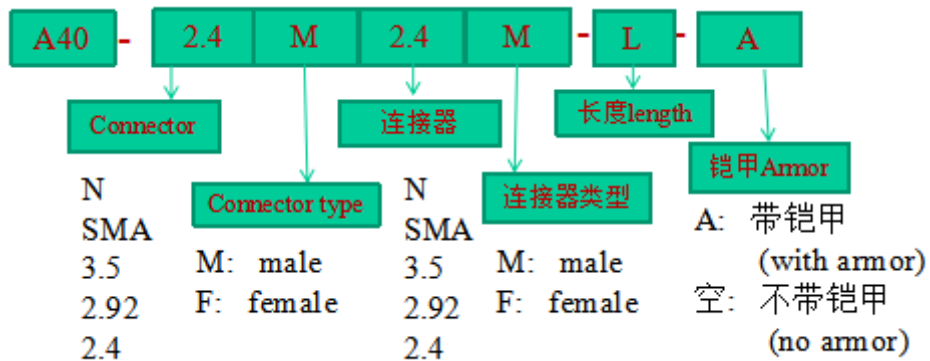 A40 - 2.4 M 2.4 M - L - A
Connector
连接器
长度length
铠甲Armor
Connector type
连接器类型
N
SMA
3.5
2.92
2.4
M: male
F: female
N
SMA
3.5
2.92
2.4
M: male
F: female
A: 带铠甲
(with armor)
空: 不带铠甲
(no armor)